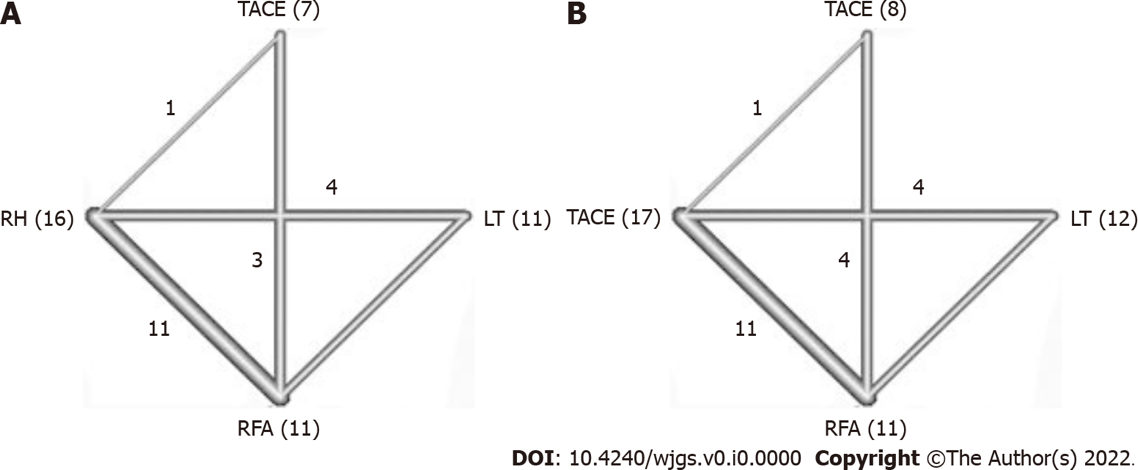 A
TACE (7)
1
4
RH (16)
LT (11)
3
11
RFA (11)
B
TACE (8)
1
4
TACE (17)
LT (12)
4
11
RFA (11)
DOI: 10.4240/wjgs.v0.i0.0000 Copyright ©The Author(s) 2022.